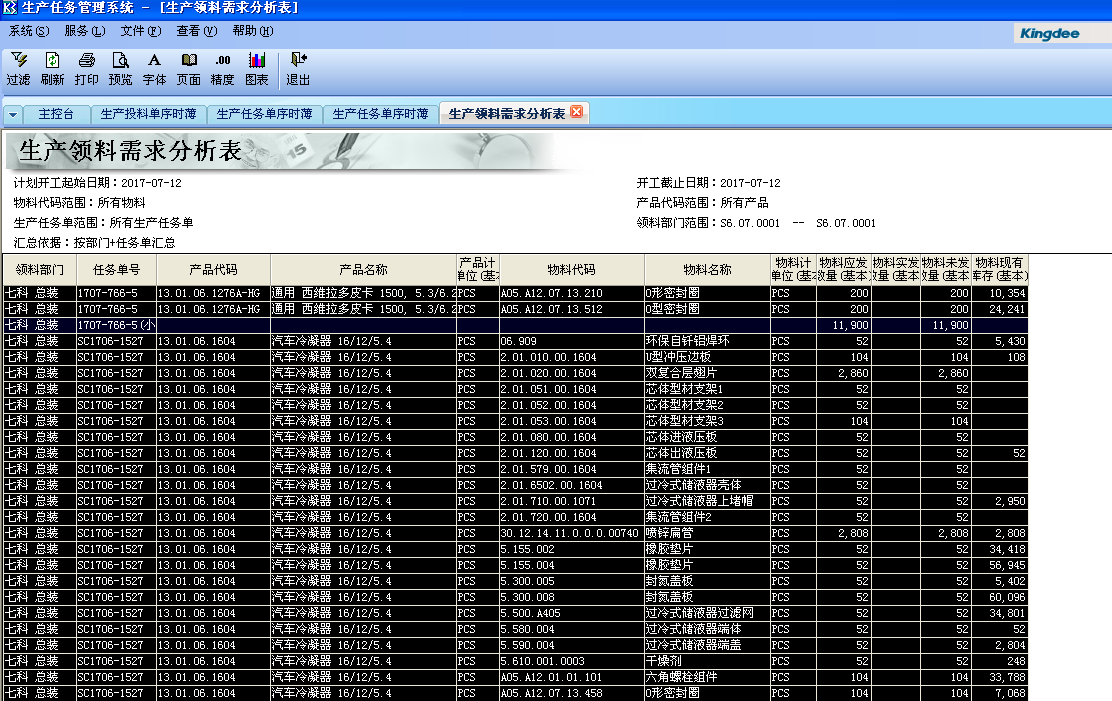 生产任务管理系统 - [生产领料需求分析表]
系统(S) 服务(L) 文件(F) 查看(V) 帮助(H)
Kingdee
.00
过滤 刷新 打印 预览 字体 页面 精度 图表 退出
主控台 生产投料单序时薄 生产任务单序时薄 生产任务单序时薄 生产领料需求分析表
生产领料需求分析表
计划开工起始日期：2017-07-12 开工截止日期：2017-07-12
物料代码范围：所有物料 产品代码范围：所有产品
生产任务单范围：所有生产任务单 领料部门范围：S6.07.0001 -- S6.07.0001
汇总依据：按部门+任务单汇总
领料部门 任务单号 产品代码 产品名称 产品计单位(基本 物料代码 物料名称 物料计单位(基本 物料应发数量(基本) 物料实发数量(基本 物料未发数量(基本) 物料现有库存(基本)
七科 总装 1707-766-5 13.01.06.1276A-HG 通用 西维拉多皮卡 1500, 5.3/6.2 PCS A05.A12.07.13.210 O形密封圈 PCS 200 200 10,354
七科 总装 1707-766-5 13.01.06.1276A-HG 通用 西维拉多皮卡 1500, 5.3/6.2 PCS A05.A12.07.13.512 O型密封圈 PCS 200 200 24,241
七科 总装 1707-766-5(小 11,900 11,900
七科 总装 SC1706-1527 13.01.06.1604 汽车冷凝器 16/12/5.4 PCS 06.909 环保自钎铝焊环 PCS 52 52 5,430
七科 总装 SC1706-1527 13.01.06.1604 汽车冷凝器 16/12/5.4 PCS 2.01.010.00.1604 U型冲压边板 PCS 104 104 108
七科 总装 SC1706-1527 13.01.06.1604 汽车冷凝器 16/12/5.4 PCS 2.01.020.00.1604 双复合层翅片 PCS 2,860 2,860
七科 总装 SC1706-1527 13.01.06.1604 汽车冷凝器 16/12/5.4 PCS 2.01.051.00.1604 芯体型材支架1 PCS 52 52
七科 总装 SC1706-1527 13.01.06.1604 汽车冷凝器 16/12/5.4 PCS 2.01.052.00.1604 芯体型材支架2 PCS 52 52
七科 总装 SC1706-1527 13.01.06.1604 汽车冷凝器 16/12/5.4 PCS 2.01.053.00.1604 芯体型材支架3 PCS 104 104
七科 总装 SC1706-1527 13.01.06.1604 汽车冷凝器 16/12/5.4 PCS 2.01.080.00.1604 芯体进液压板 PCS 52 52
七科 总装 SC1706-1527 13.01.06.1604 汽车冷凝器 16/12/5.4 PCS 2.01.120.00.1604 芯体出液压板 PCS 52 52 52
七科 总装 SC1706-1527 13.01.06.1604 汽车冷凝器 16/12/5.4 PCS 2.01.579.00.1604 集流管组件1 PCS 52 52
七科 总装 SC1706-1527 13.01.06.1604 汽车冷凝器 16/12/5.4 PCS 2.01.6502.00.1604 过冷式储液器壳体 PCS 52 52
七科 总装 SC1706-1527 13.01.06.1604 汽车冷凝器 16/12/5.4 PCS 2.01.710.00.1071 过冷式储液器上堵帽 PCS 52 52 2,950
七科 总装 SC1706-1527 13.01.06.1604 汽车冷凝器 16/12/5.4 PCS 2.01.720.00.1604 集流管组件2 PCS 52 52
七科 总装 SC1706-1527 13.01.06.1604 汽车冷凝器 16/12/5.4 PCS 30.12.14.11.0.0.0.00740 喷锌扁管 PCS 2,808 2,808 2,808
七科 总装 SC1706-1527 13.01.06.1604 汽车冷凝器 16/12/5.4 PCS 5.155.002 橡胶垫片 PCS 52 52 34,418
七科 总装 SC1706-1527 13.01.06.1604 汽车冷凝器 16/12/5.4 PCS 5.155.004 橡胶垫片 PCS 52 52 56,945
七科 总装 SC1706-1527 13.01.06.1604 汽车冷凝器 16/12/5.4 PCS 5.300.005 封氮盖板 PCS 52 52 5,402
七科 总装 SC1706-1527 13.01.06.1604 汽车冷凝器 16/12/5.4 PCS 5.300.008 封氮盖板 PCS 52 52 60,096
七科 总装 SC1706-1527 13.01.06.1604 汽车冷凝器 16/12/5.4 PCS 5.500.A405 过冷式储液器过滤网 PCS 52 52 34,801
七科 总装 SC1706-1527 13.01.06.1604 汽车冷凝器 16/12/5.4 PCS 5.580.004 过冷式储液器端体 PCS 52 52 52
七科 总装 SC1706-1527 13.01.06.1604 汽车冷凝器 16/12/5.4 PCS 5.590.004 过冷式储液器端盖 PCS 52 52 2,804
七科 总装 SC1706-1527 13.01.06.1604 汽车冷凝器 16/12/5.4 PCS 5.610.001.0003 干燥剂 PCS 52 52 248
七科 总装 SC1706-1527 13.01.06.1604 汽车冷凝器 16/12/5.4 PCS A05.A12.01.01.101 六角螺栓组件 PCS 104 104 33,788
七科 总装 SC1706-1527 13.01.06.1604 汽车冷凝器 16/12/5.4 PCS A05.A12.07.13.458 O形密封圈 PCS 104 104 7,068